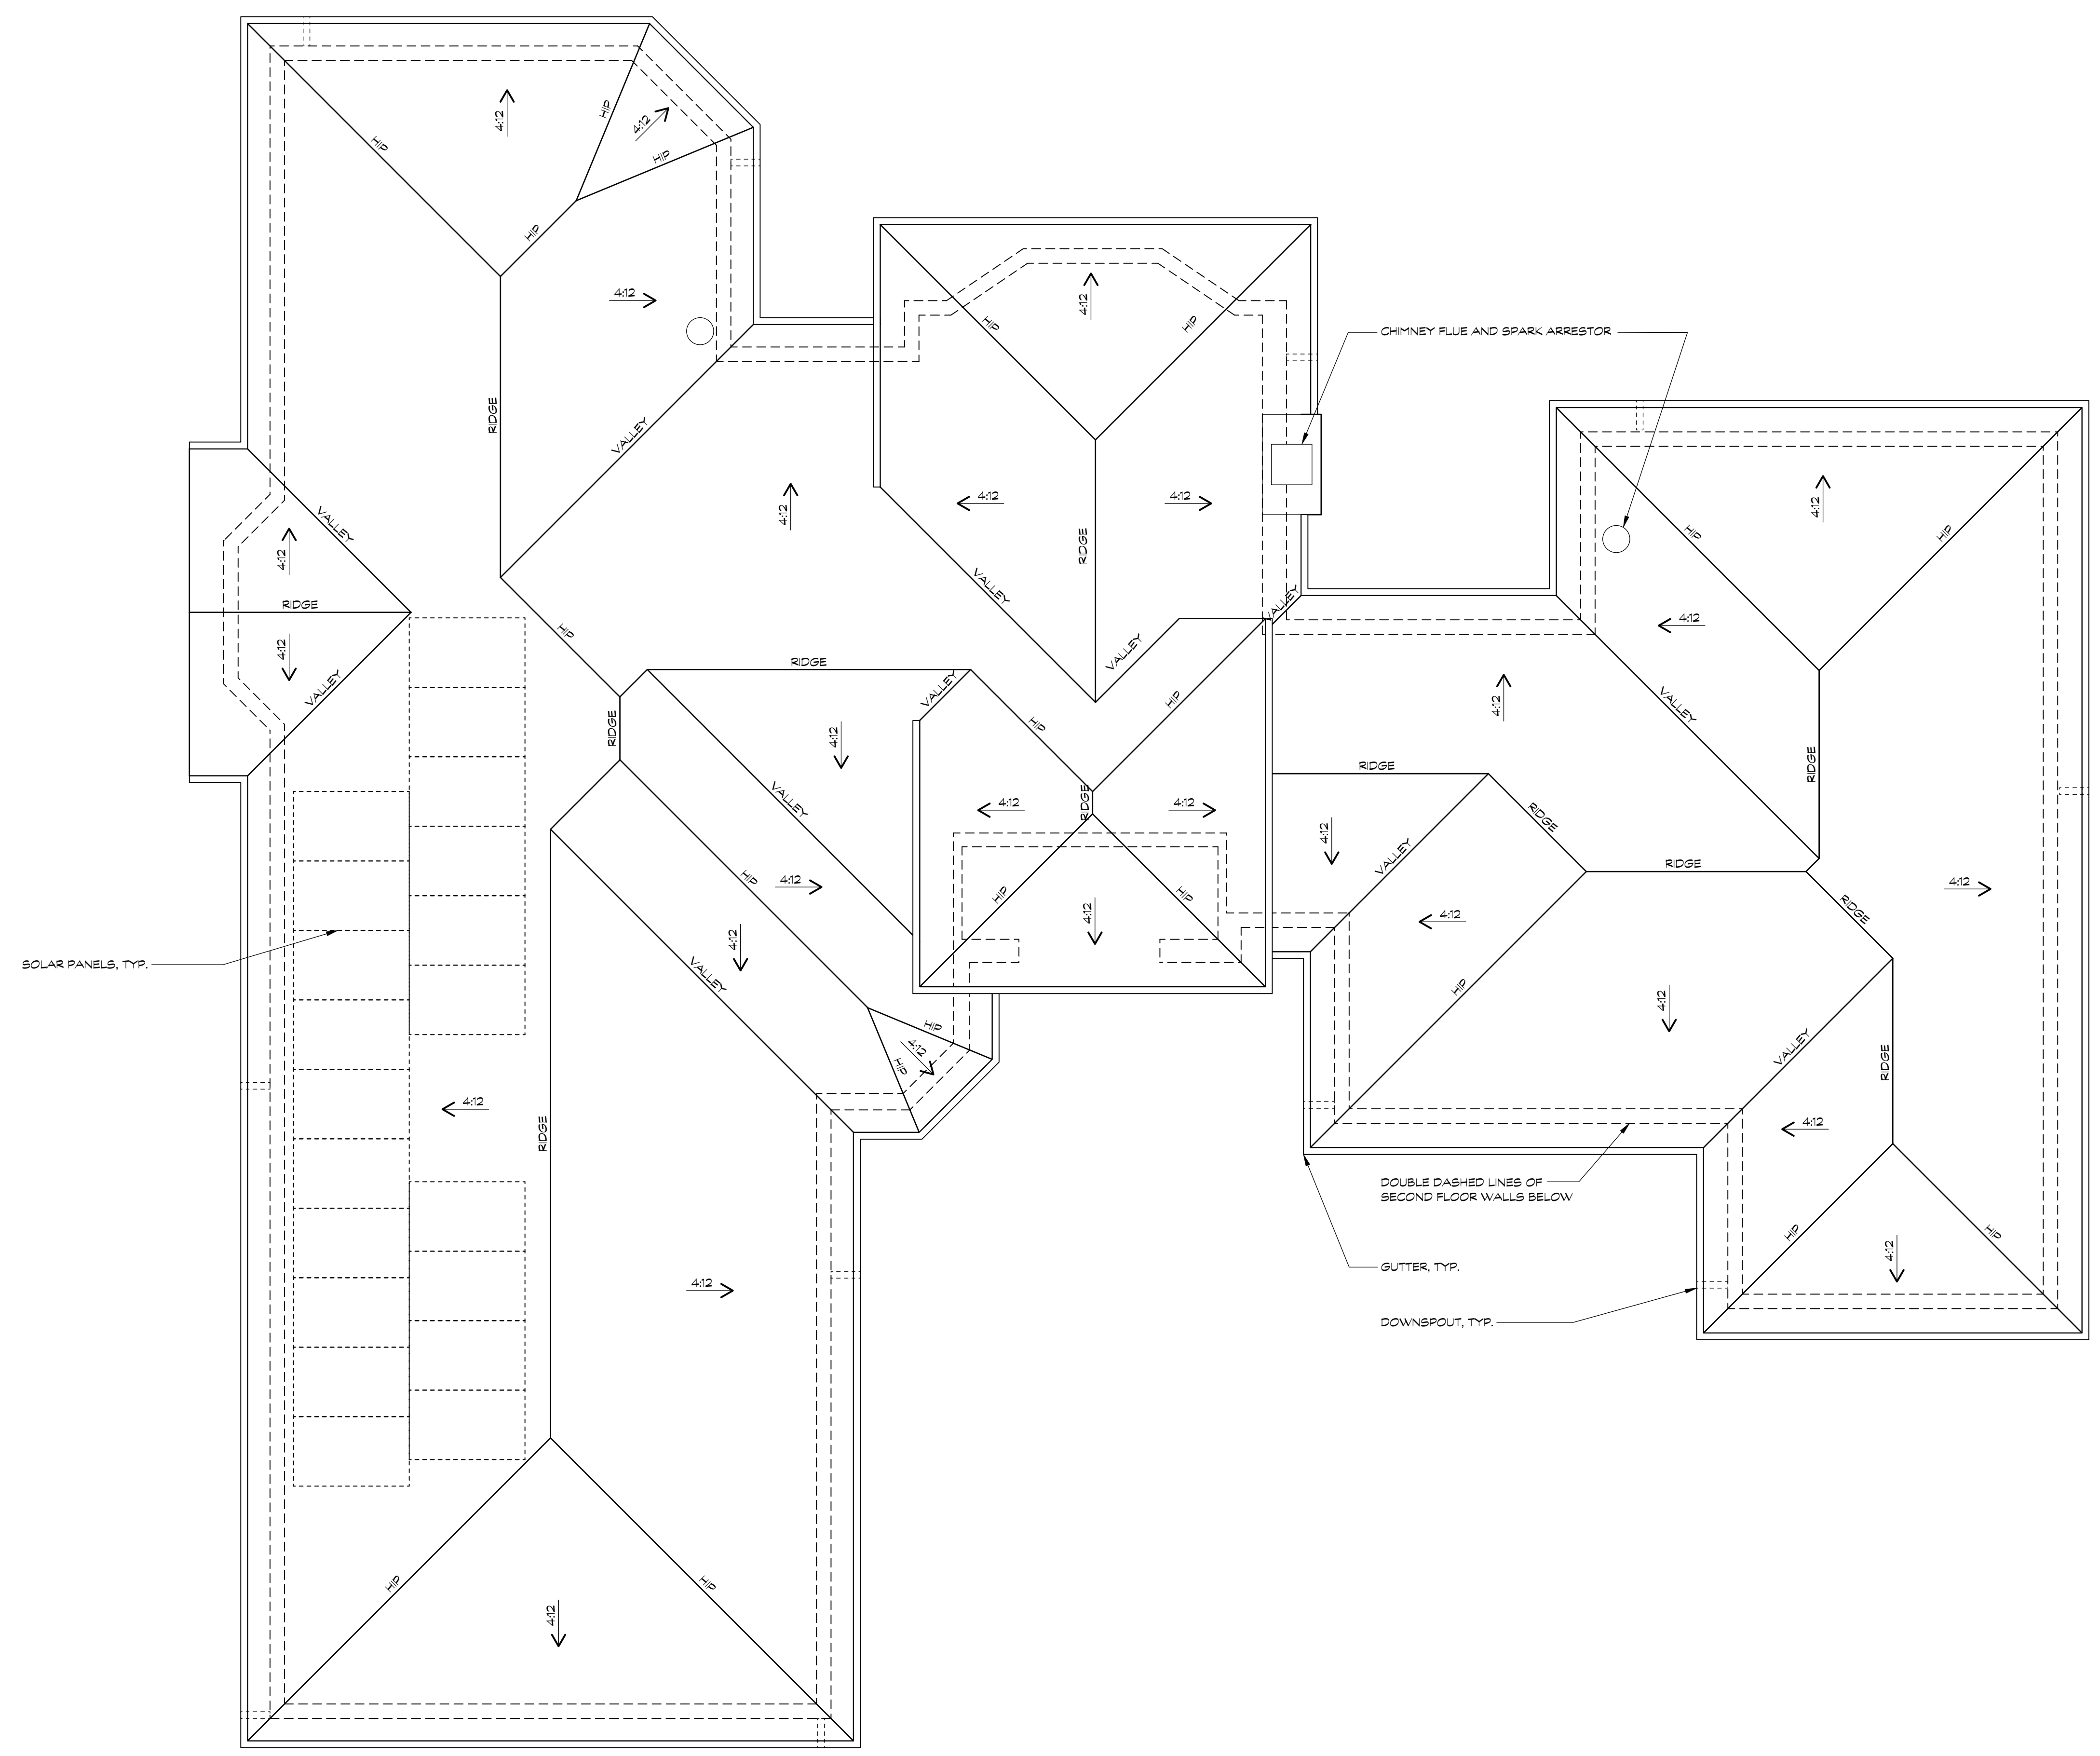 4:12
HIP
HIP
4:12
HIP
HIP
4:12
4:12
HIP
HIP
CHIMNEY FLUE AND SPARK ARRESTOR
RIDGE
VALLEY
4:12
4:12
4:12
4:12
VALLEY
4:12
RIDGE
HIP
HIP
VALLEY
VALLEY
RIDGE
4:12
VALLEY
HIP
4:12
VALLEY
RIDGE
VALLEY
HIP
4:12
VALLEY
RIDGE
4:12
HIP
RIDGE
RIDGE
VALLEY
4:12
RIDGE
4:12
4:12
RIDGE
4:12
VALLEY
RIDGE
HIP
4:12
HIP
HIP
4:12
4:12
RIDGE
4:12
4:12
VALLEY
SOLAR PANELS, TYP.
HIP
4:12
HIP
4:12
HIP
VALLEY
RIDGE
4:12
RIDGE
4:12
DOUBLE DASHED LINES OF
SECOND FLOOR WALLS BELOW
HIP
HIP
4:12
GUTTER, TYP.
4:12
DOWNSPOUT, TYP.
HIP
HIP
4:12